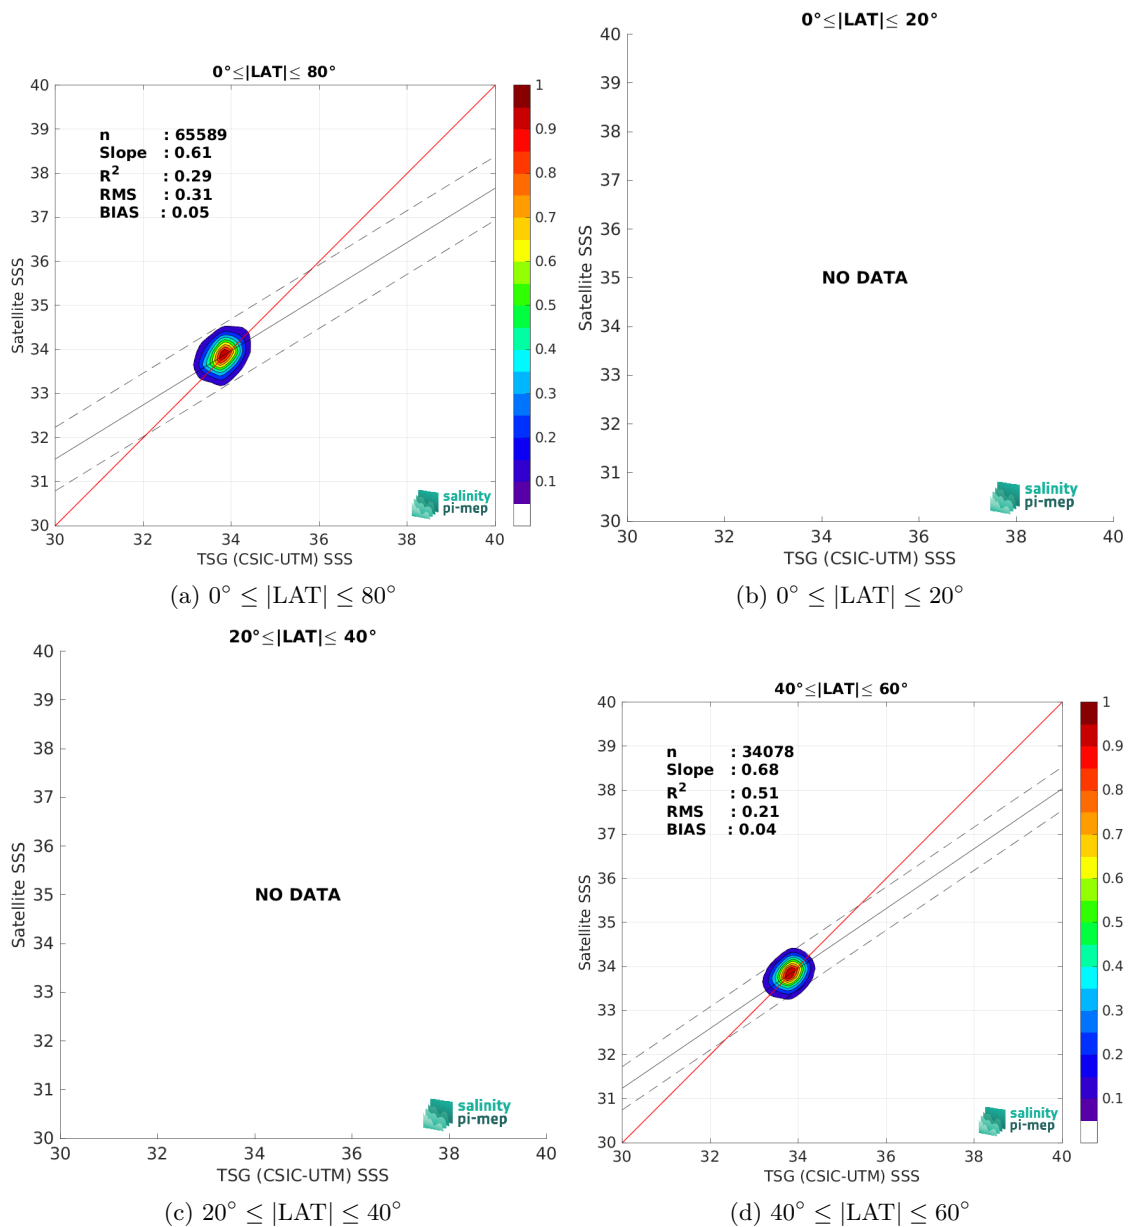 0°≤|LAT|≤ 80°
n : 65589
Slope : 0.61
R² : 0.29
RMS : 0.31
BIAS : 0.05
40
39
38
37
36
35
34
33
32
31
30
Satellite SSS
30 32 34 36 38 40
TSG (CSIC-UTM) SSS
1
0.9
0.8
0.7
0.6
0.5
0.4
0.3
0.2
0.1
salinity
pi-mep
(a) 0° ≤ |LAT| ≤ 80°
0°≤|LAT|≤ 20°
40
39
38
37
36
35
34
33
32
31
30
Satellite SSS
NO DATA
30 32 34 36 38 40
TSG (CSIC-UTM) SSS
salinity
pi-mep
(b) 0° ≤ |LAT| ≤ 20°
20°≤|LAT|≤ 40°
40
39
38
37
36
35
34
33
32
31
30
Satellite SSS
NO DATA
30 32 34 36 38 40
TSG (CSIC-UTM) SSS
salinity
pi-mep
(c) 20° ≤ |LAT| ≤ 40°
40°≤|LAT|≤ 60°
n : 34078
Slope : 0.68
R² : 0.51
RMS : 0.21
BIAS : 0.04
40
39
38
37
36
35
34
33
32
31
30
Satellite SSS
30 32 34 36 38 40
TSG (CSIC-UTM) SSS
1
0.9
0.8
0.7
0.6
0.5
0.4
0.3
0.2
0.1
salinity
pi-mep
(d) 40° ≤ |LAT| ≤ 60°